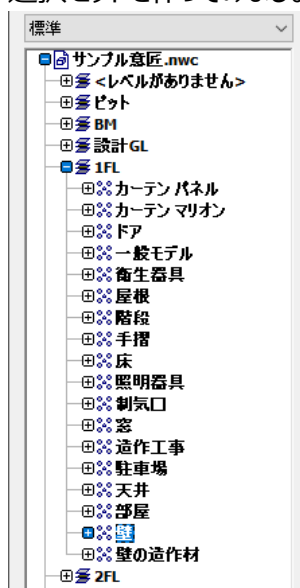 標準
サンプル意匠.nwc
<レベルがありません>
ピット
BM
設計GL
1FL
カーテン パネル
カーテン マリオン
ドア
一般モデル
衛生器具
屋根
階段
手摺
床
照明器具
制気口
窓
造作工事
駐車場
天井
部屋
壁
壁の造作材
2FL